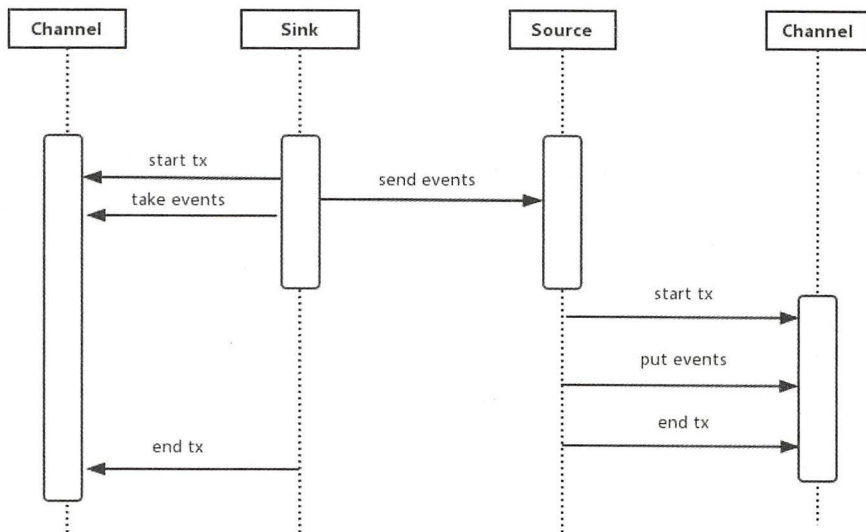 Channel
Sink
Source
Channel
start tx
send events
take events
start tx
put events
end tx
end tx